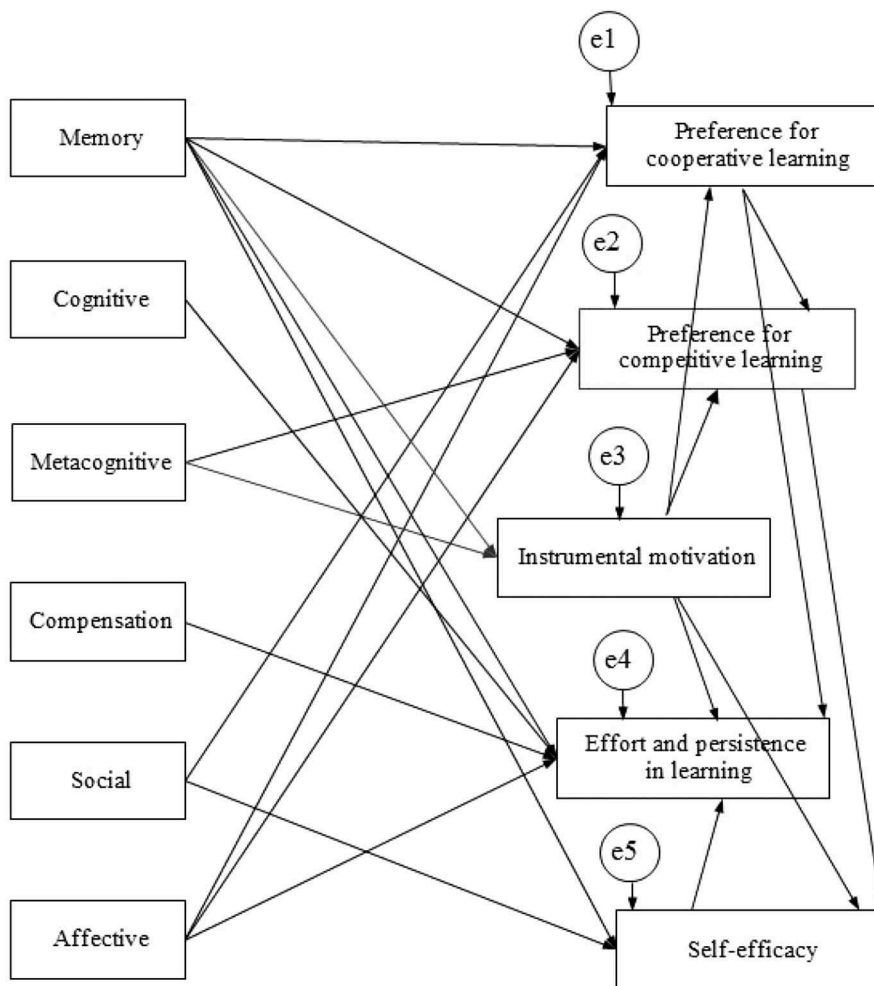 e1
Memory
Preference for
cooperative learning
e2
Cognitive
Preference for
competitive learning
e3
Metacognitive
Instrumental motivation
Compensation
e4
Effort and persistence
in learning
Social
e5
Affective
Self-efficacy